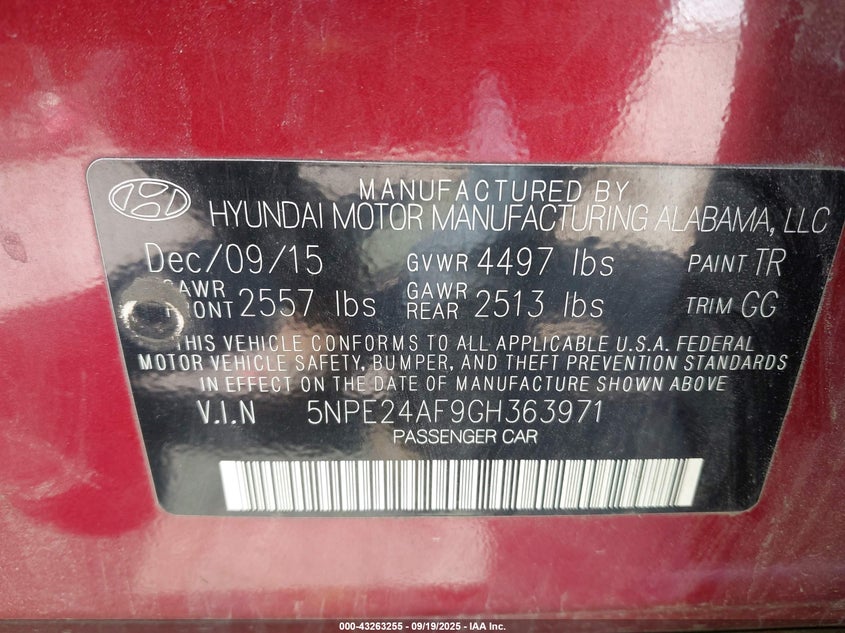 MANUFACTURED BY
HYUNDAI MOTOR MANUFACTURING ALABAMA, LLC
Dec/09/15 GVWR 4497 lbs PAINT TR
GAWR FRONT 2557 lbs GAWR REAR 2513 lbs TRIM GG
THIS VEHICLE CONFORMS TO ALL APPLICABLE U.S.A. FEDERAL
MOTOR VEHICLE SAFETY, BUMPER, AND THEFT PREVENTION STANDARDS
IN EFFECT ON THE DATE OF MANUFACTURE SHOWN ABOVE
V.I.N 5NPE24AF9GH363971
PASSENGER CAR
000-43263255 - 09/19/2025 - IAA Inc.